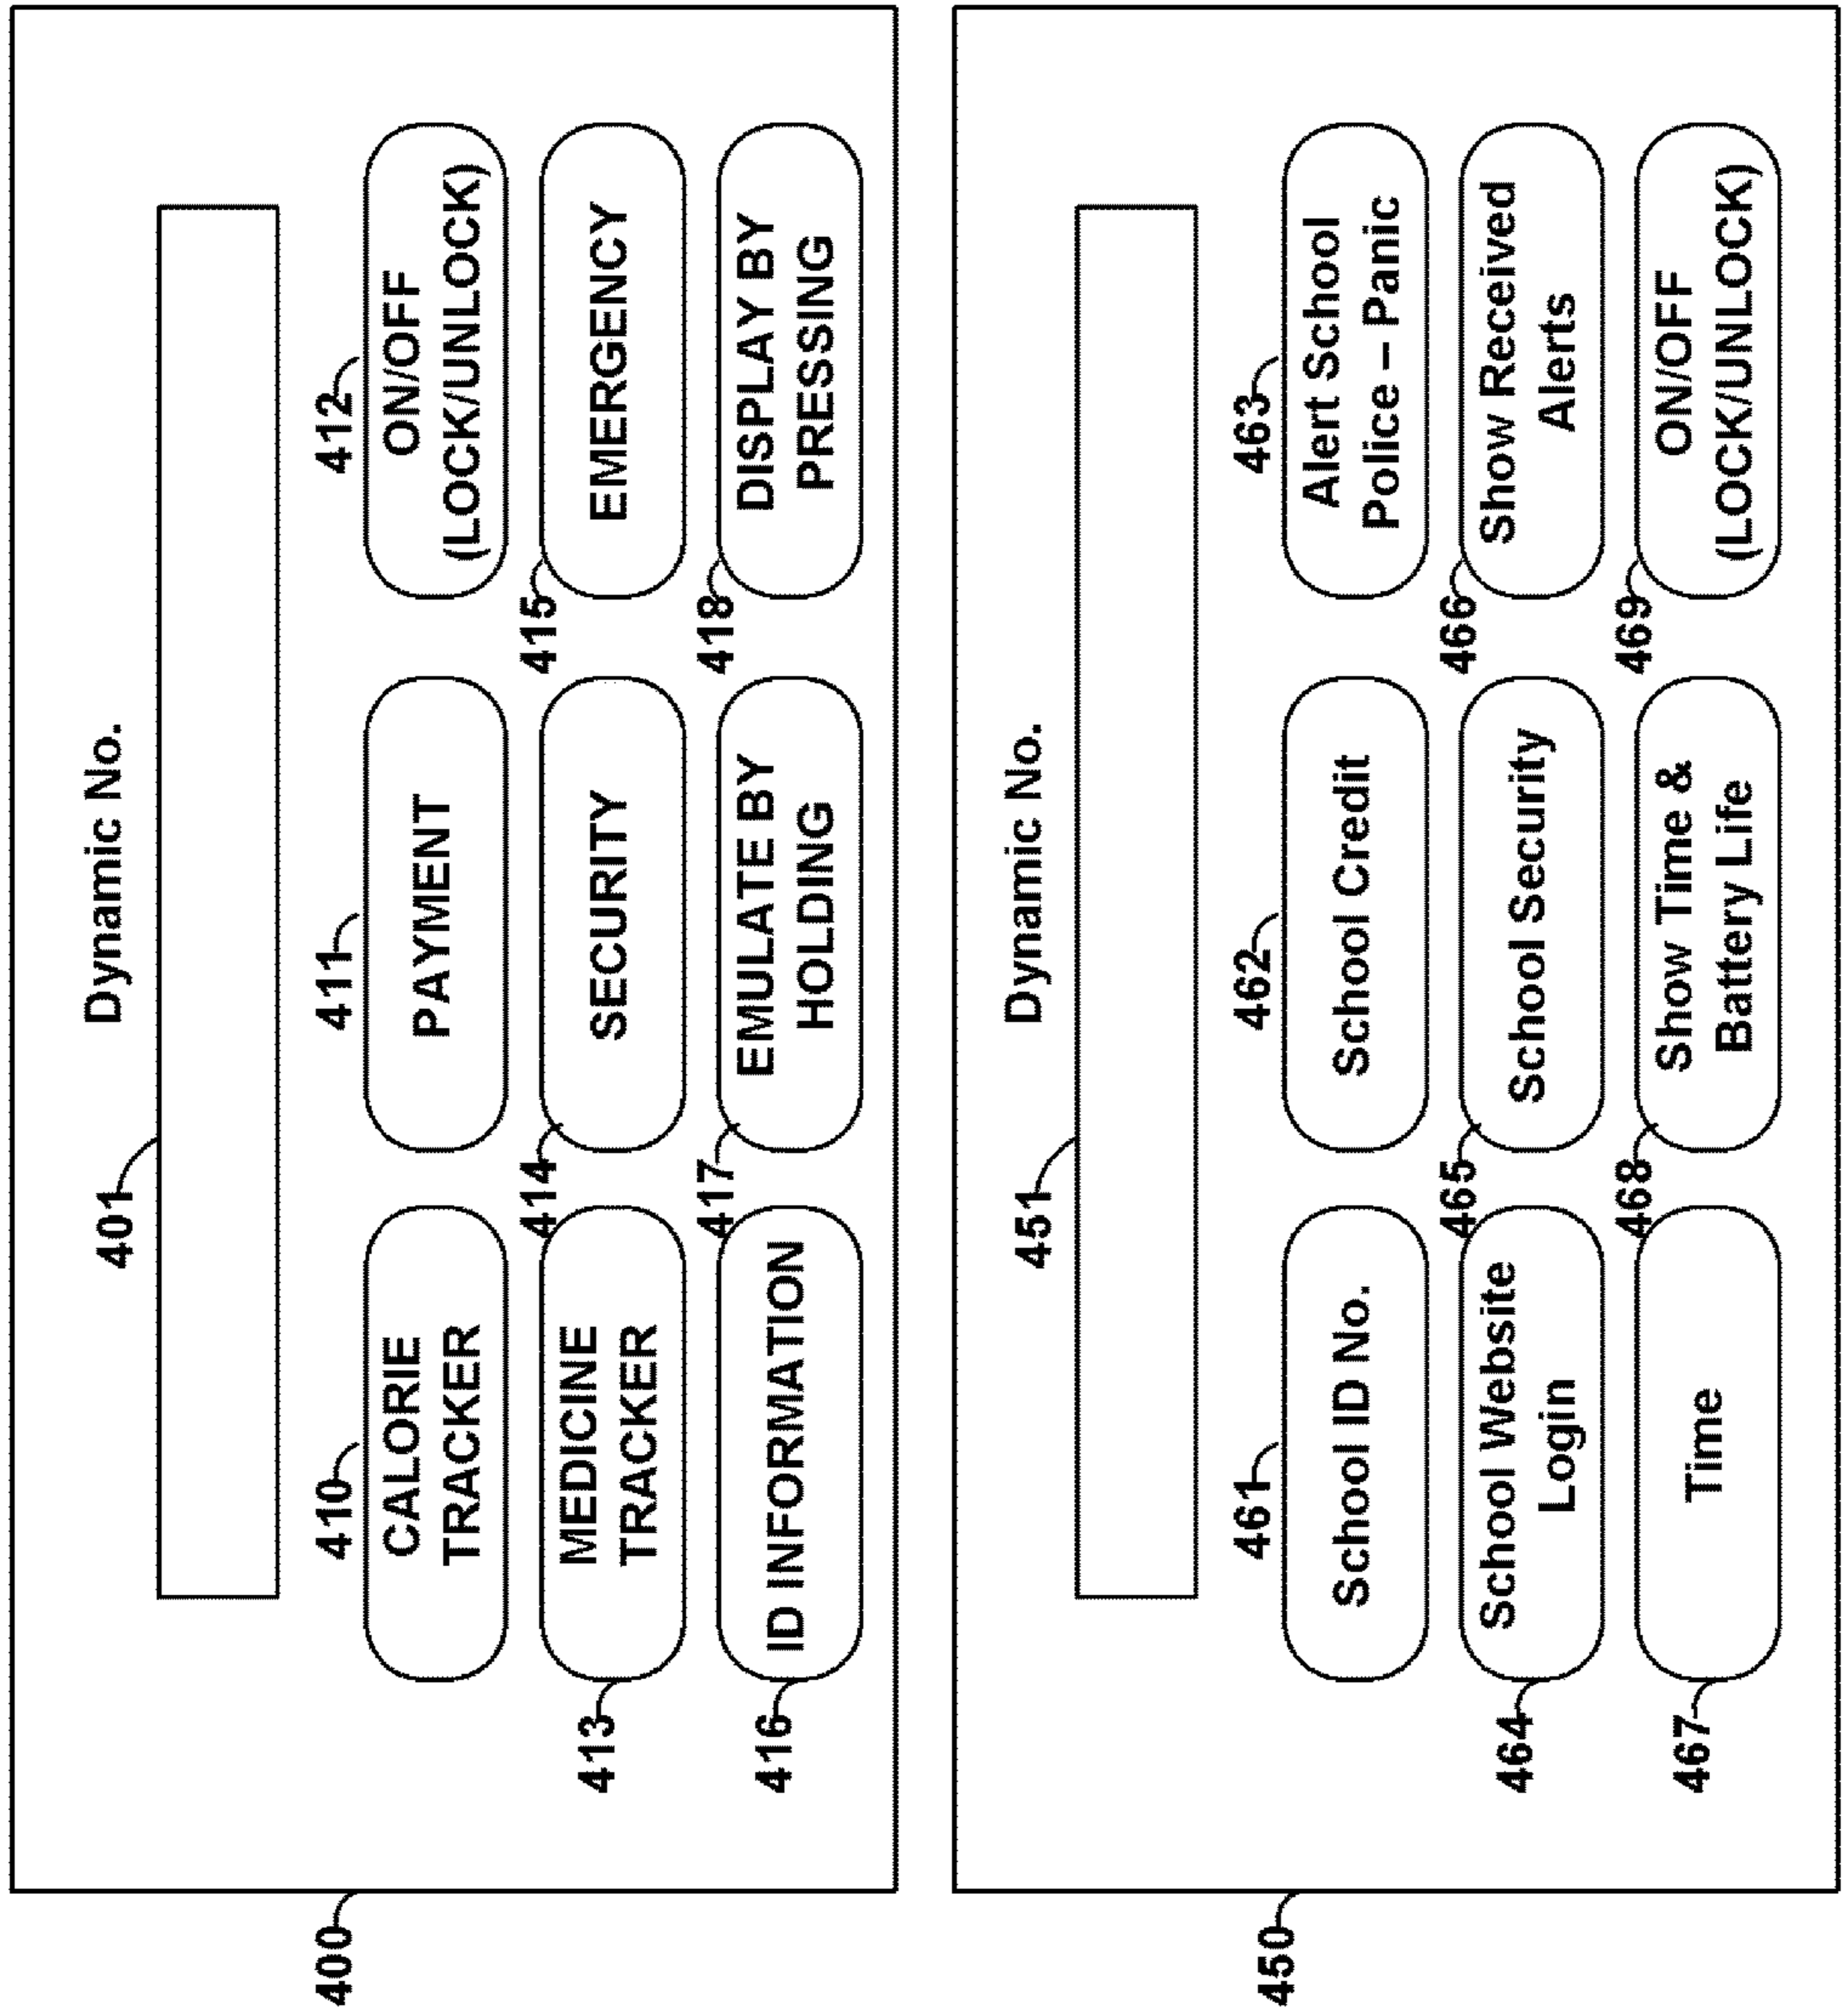 400
Dynamic No.
401
410
411
412
CALORIE
TRACKER
PAYMENT
ON/OFF
(LOCK/UNLOCK)
413
414
415
MEDICINE
TRACKER
SECURITY
EMERGENCY
416
417
418
ID INFORMATION
EMULATE BY
HOLDING
DISPLAY BY
PRESSING
450
Dynamic No.
451
461
462
463
School ID No.
School Credit
Alert School
Police – Panic
464
465
466
School Website
Login
School Security
Show Received
Alerts
467
468
469
Time
Show Time &
Battery Life
ON/OFF
(LOCK/UNLOCK)